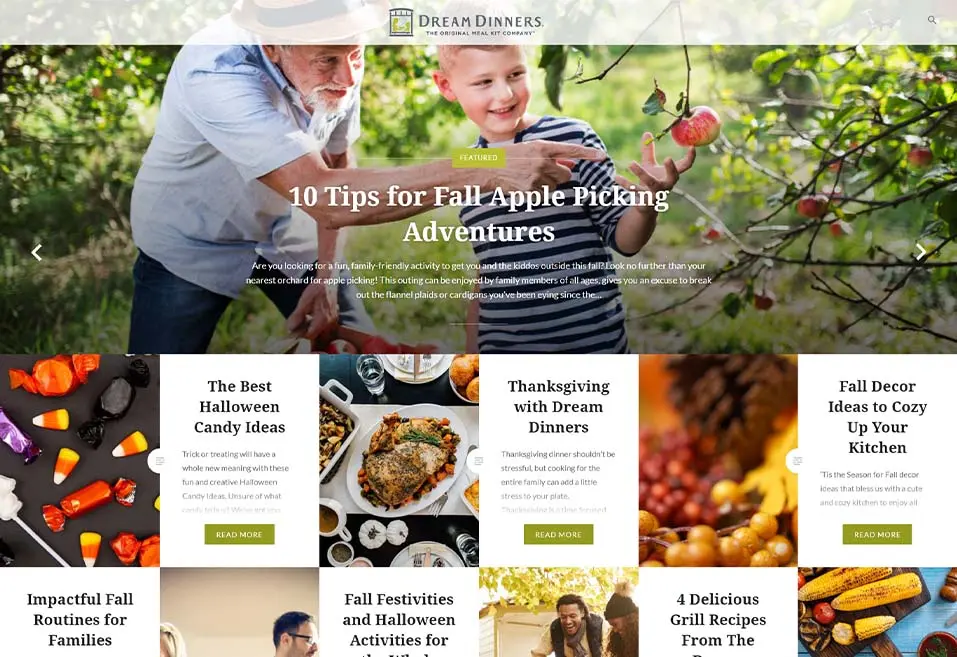 DREAM DINNERS
THE ORIGINAL MEAL KIT COMPANY
FEATURED
10 Tips for Fall Apple Picking
Adventures
Are you looking for a fun, family-friendly activity to get you and the kiddos outside this fall? Look no further than your
nearest orchard for apple picking! This outing can be enjoyed by family members of all ages, gives you an excuse to break
out the flannel plaids or cardigans you've been eying since the...
The Best
Halloween
Candy Ideas
Trick or treating will have a
whole new meaning with these
fun and creative Halloween
Candy Ideas. Unsure of what
READ MORE
Thanksgiving
with Dream
Dinners
Thanksgiving dinner shouldn't be
stressful, but cooking for the
entire family can add a little
stress to your plate.
Thanksgiving is a time focused
READ MORE
Fall Decor
Ideas to Cozy
Up Your
Kitchen
'Tis the Season for Fall decor
ideas that bless us with a cute
and cozy kitchen to enjoy all
READ MORE
Impactful Fall
Routines for
Families
Fall Festivities
and Halloween
Activities for
the Whole
4 Delicious
Grill Recipes
From The